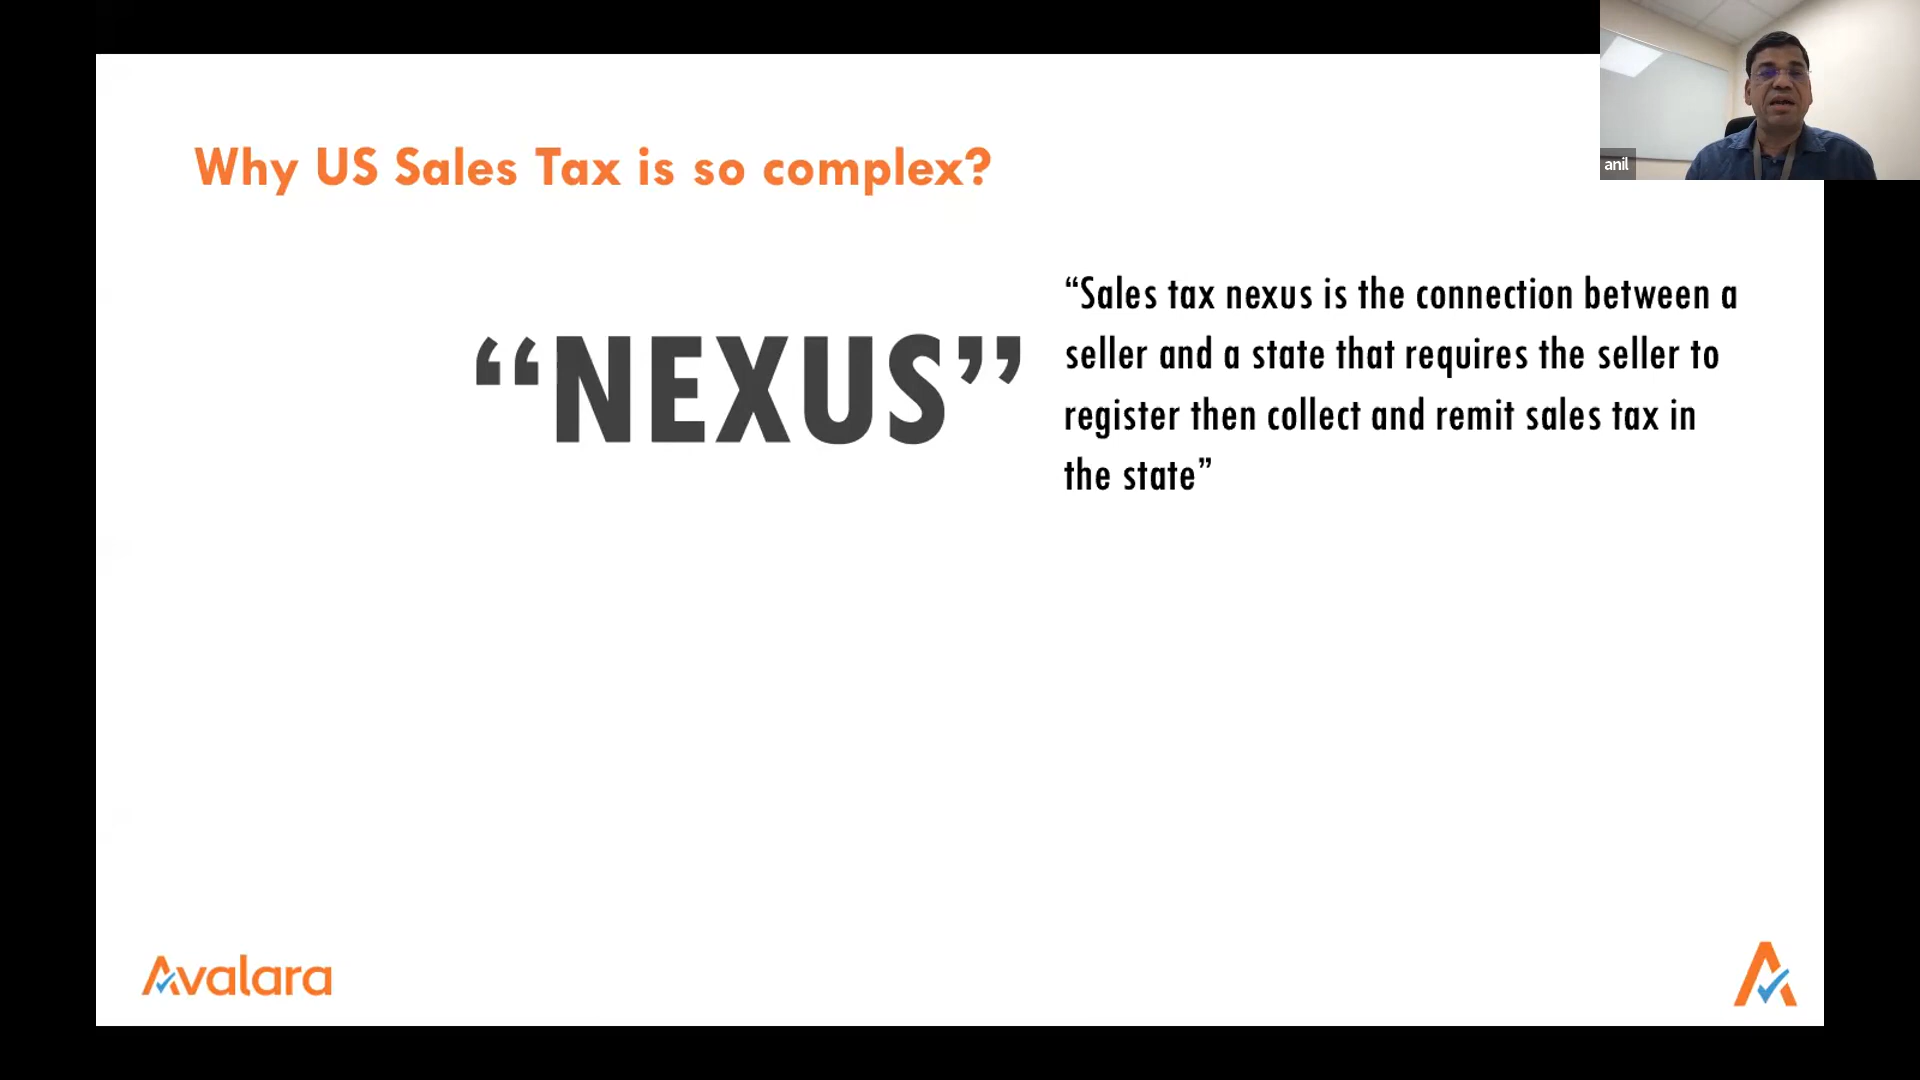 anil
Why US Sales Tax is so complex?
“NEXUS”
“Sales tax nexus is the connection between a
seller and a state that requires the seller to
register then collect and remit sales tax in
the state”
Avalara